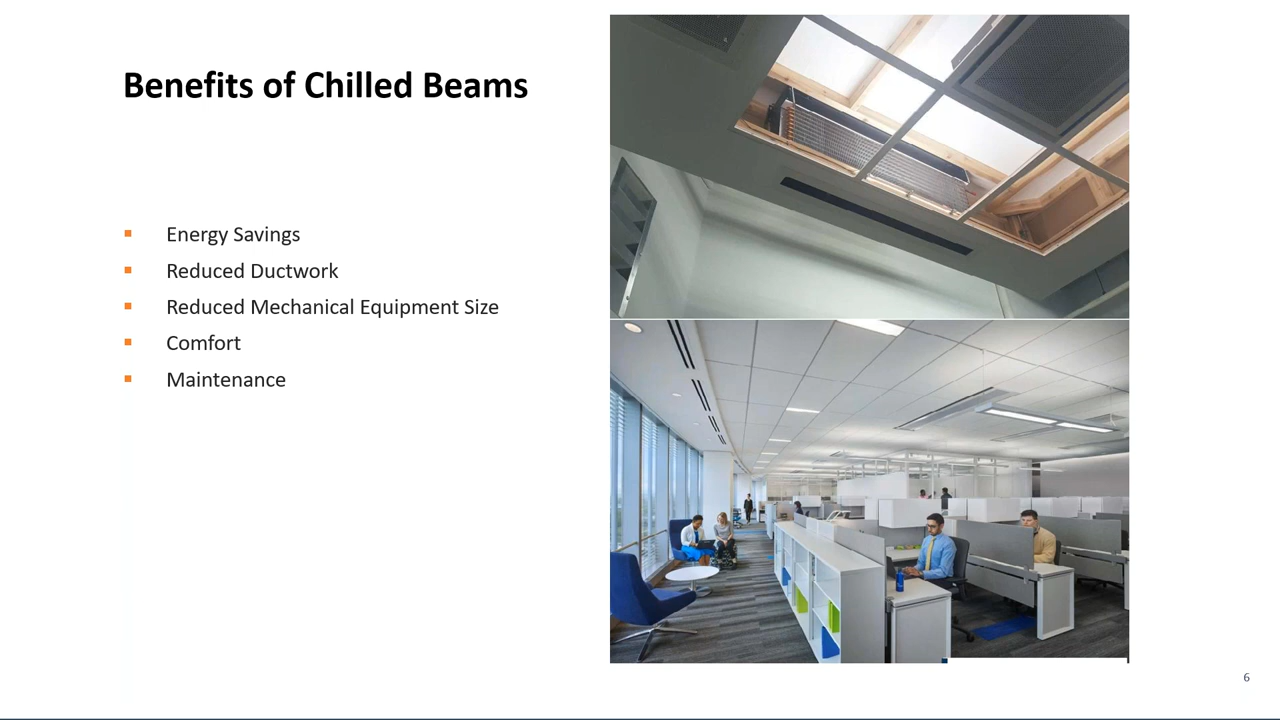 Benefits of Chilled Beams
Energy Savings
Reduced Ductwork
Reduced Mechanical Equipment Size
Comfort
Maintenance
6